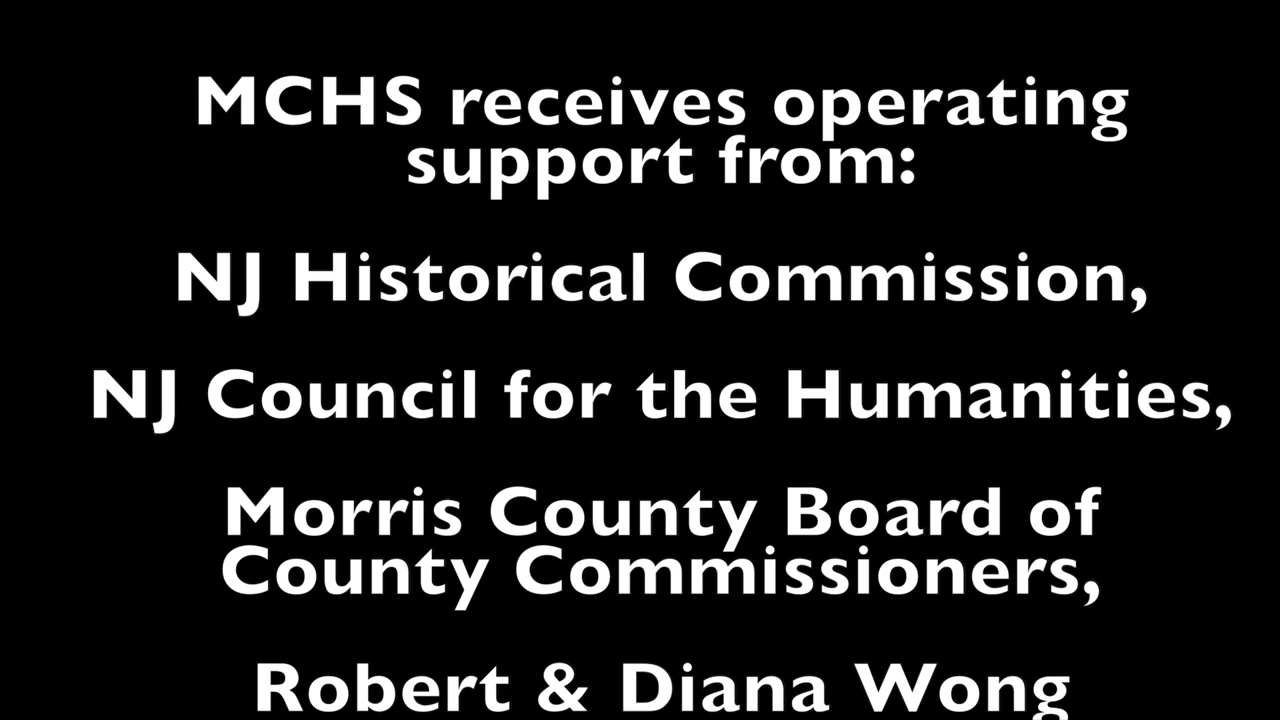 MCHS receives operating
support from:
NJ Historical Commission,
NJ Council for the Humanities,
Morris County Board of
County Commissioners,
Robert & Diana Wong